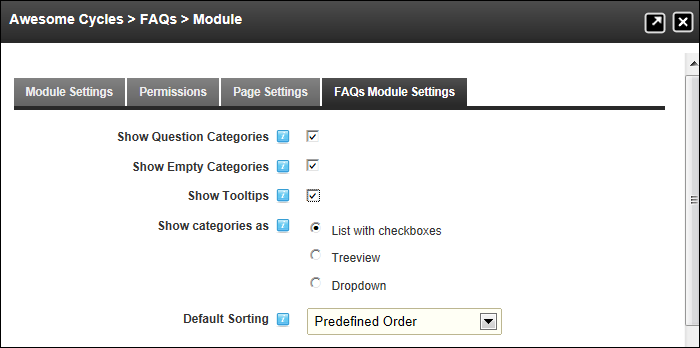 Awesome Cycles > FAQs > Module
Module Settings Permissions Page Settings FAQs Module Settings
Show Question Categories
Show Empty Categories
Show Tooltips
Show categories as List with checkboxes
Treeview
Dropdown
Default Sorting Predefined Order